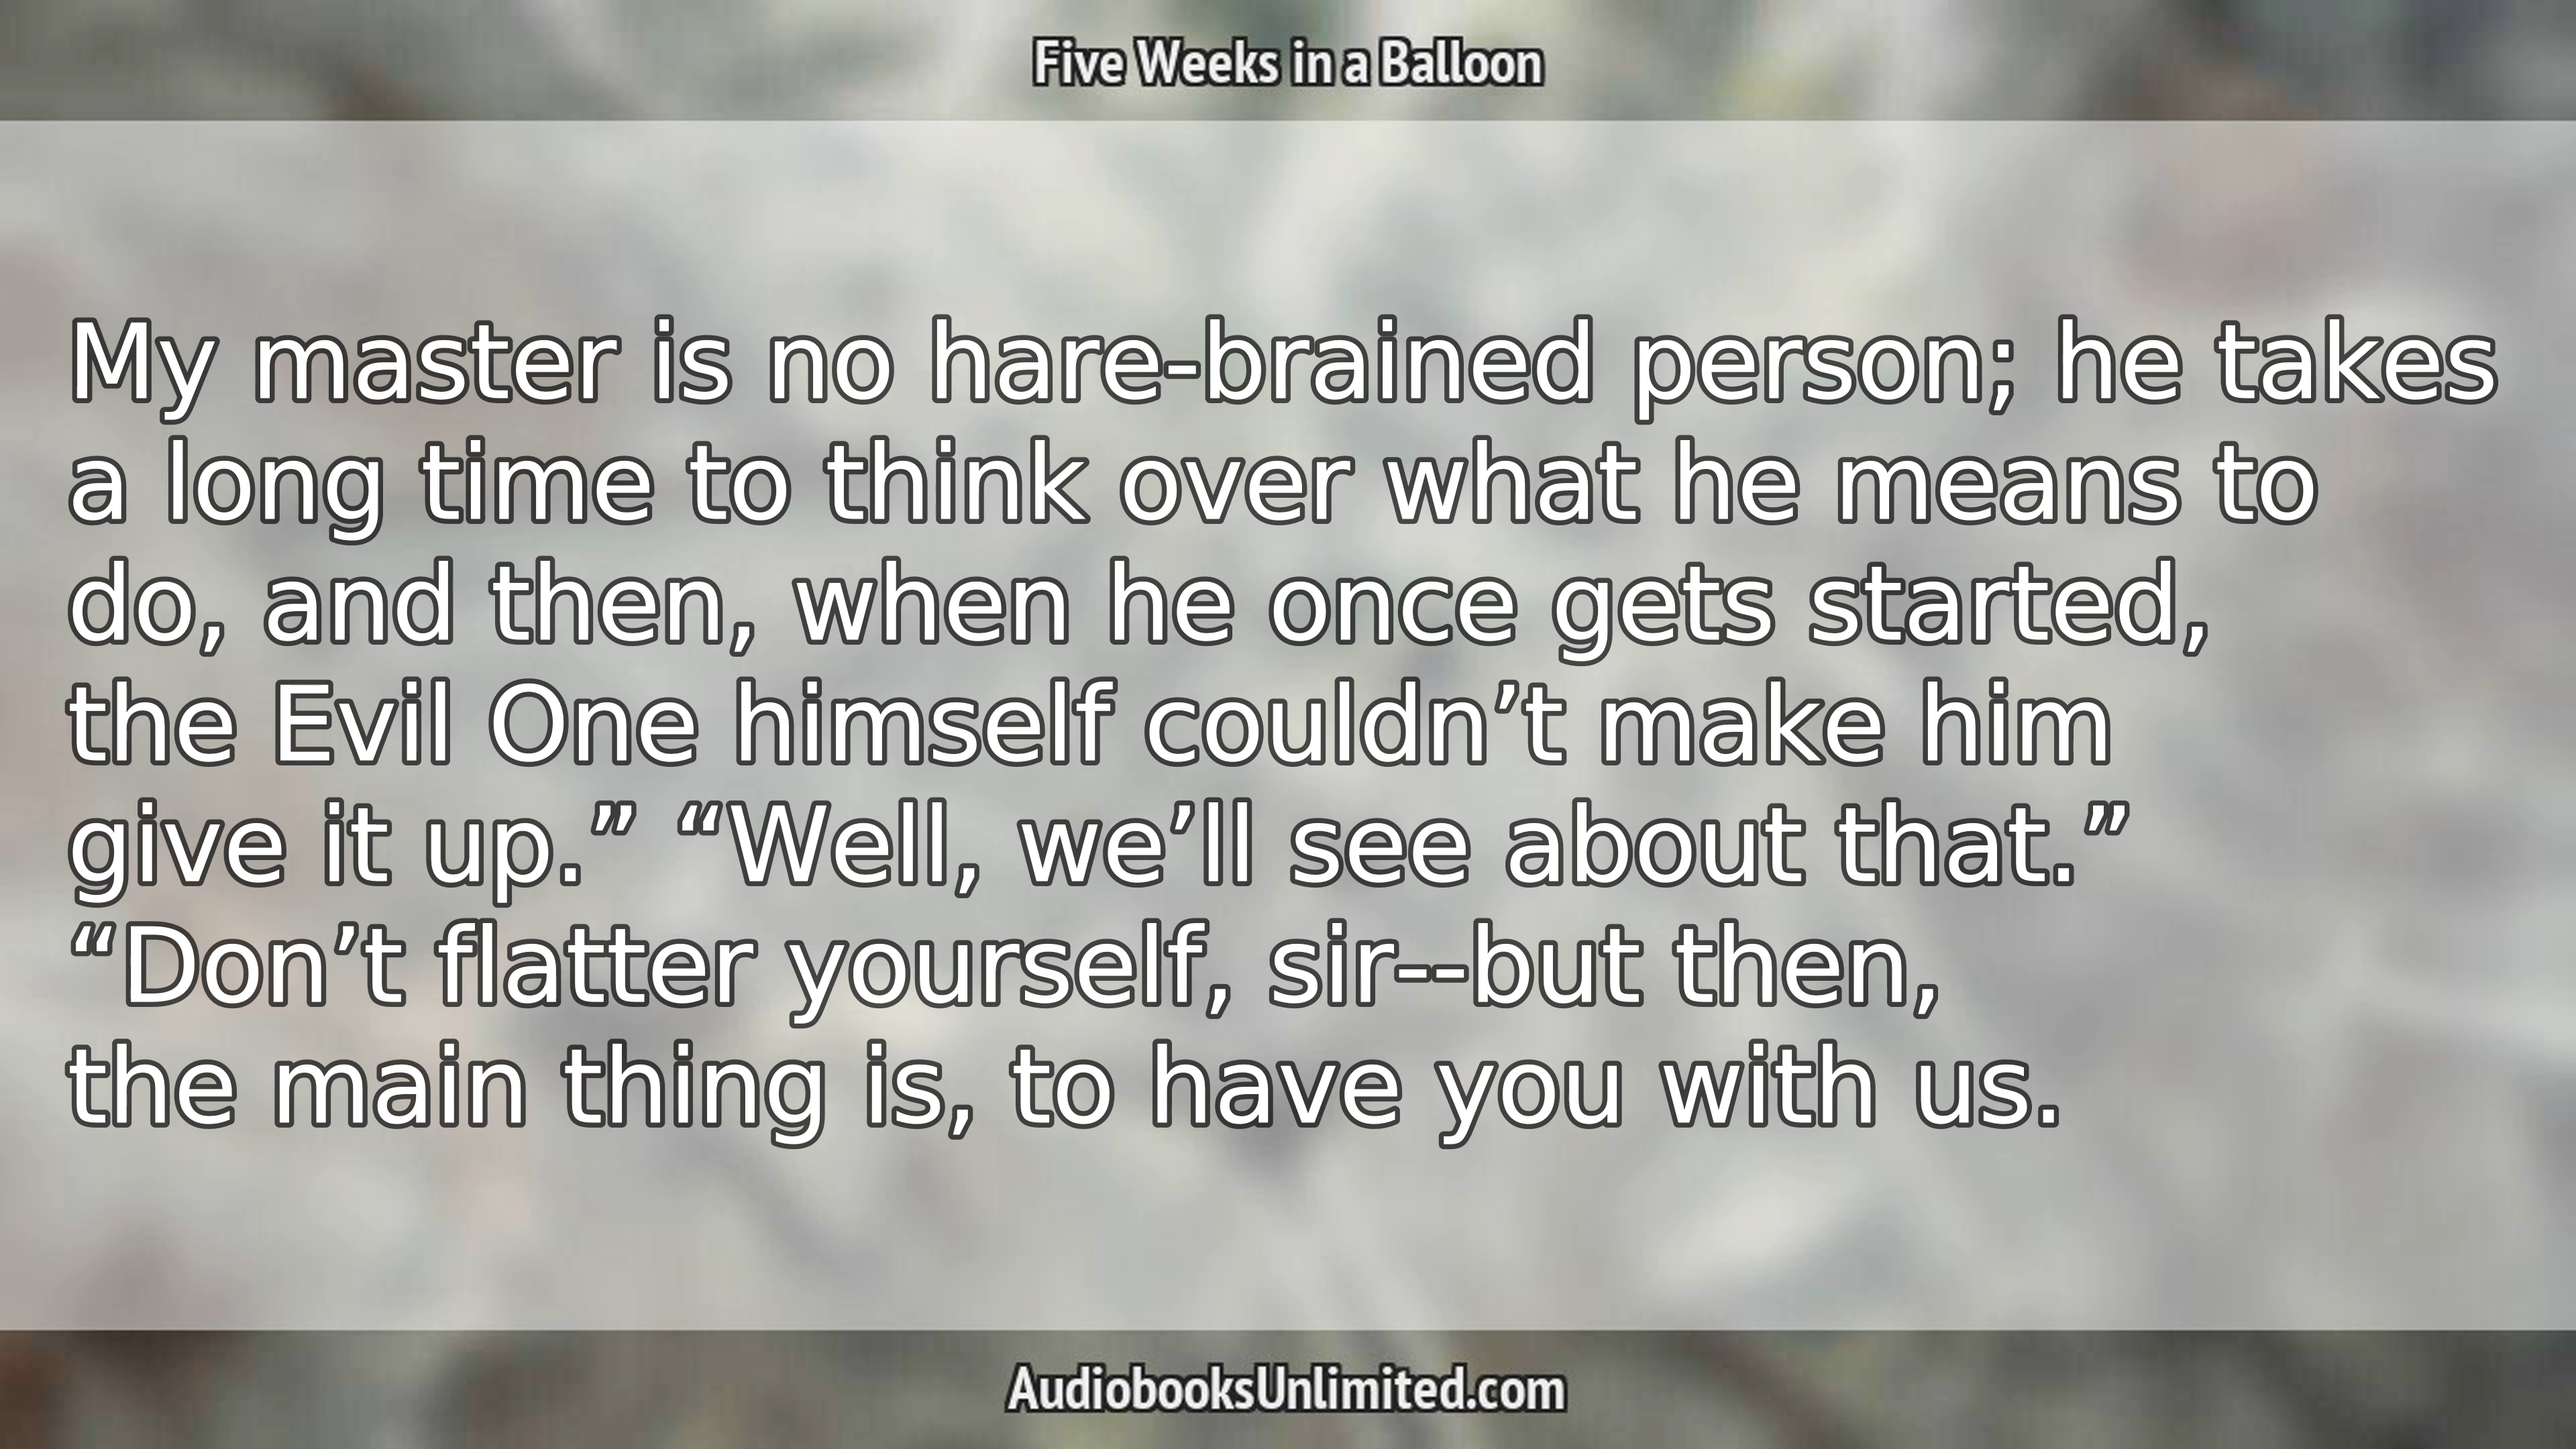 Five Weeks in a Balloon
My master is no hare-brained person; he takes
a long time to think over what he means to
do, and then, when he once gets started,
the Evil One himself couldn’t make him
give it up.” “Well, we’ll see about that.”
“Don’t flatter yourself, sir--but then,
the main thing is, to have you with us.
AudiobooksUnlimited.com